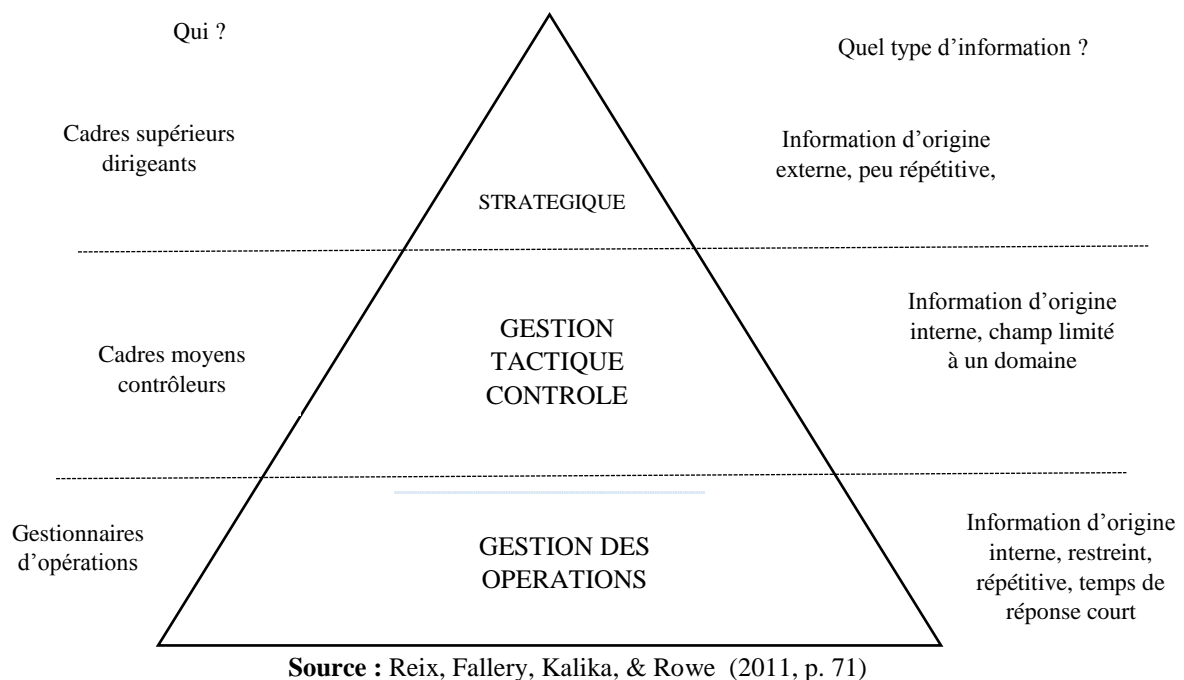 Qui ?
Quel type d’information ?
Cadres supérieurs
dirigeants
Information d’origine
externe, peu répétitive,
STRATEGIQUE
Cadres moyens
contrôleurs
GESTION
TACTIQUE
CONTROLE
Information d’origine
interne, champ limité
à un domaine
Gestionnaires
d’opérations
GESTION DES
OPERATIONS
Information d’origine
interne, restreint,
répétitive, temps de
réponse court
Source : Reix, Fallery, Kalika, & Rowe (2011, p. 71)